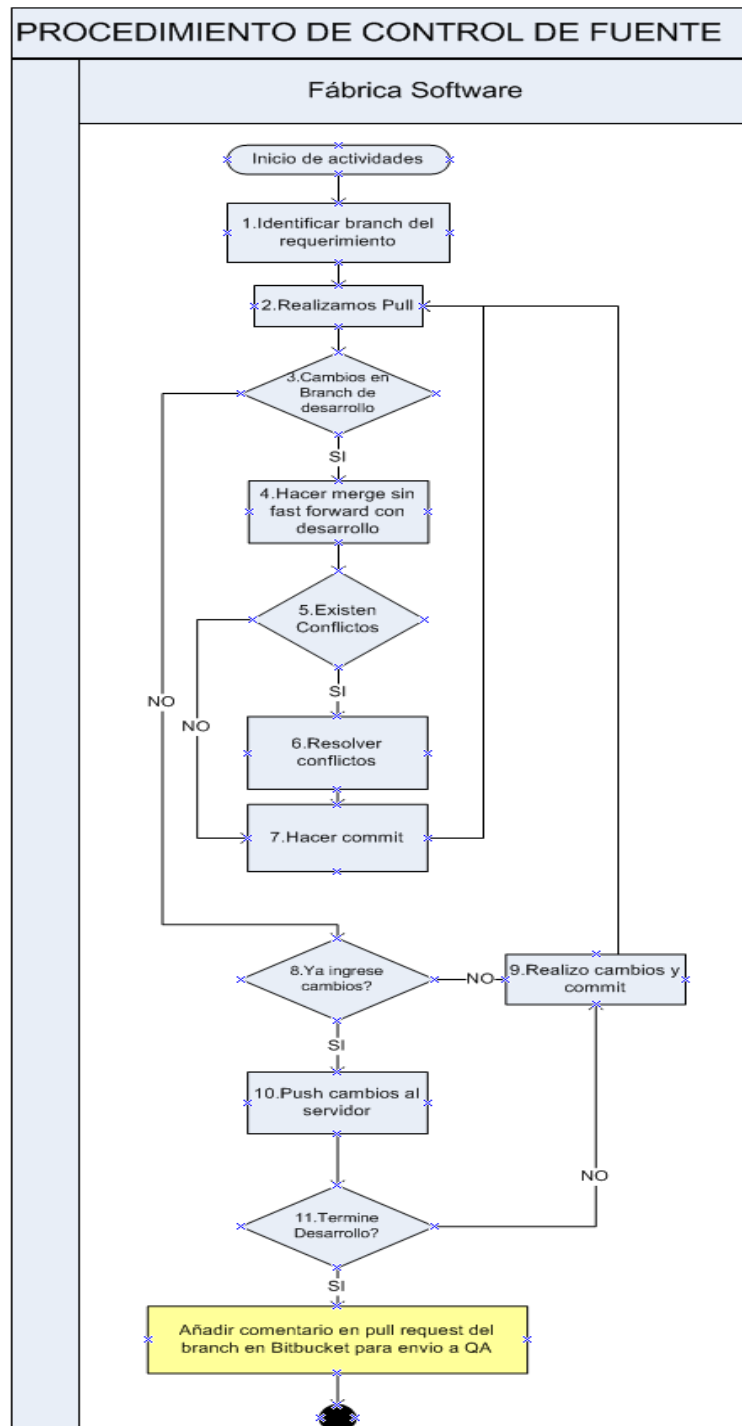 PROCEDIMIENTO DE CONTROL DE FUENTE
Fábrica Software
Inicio de actividades
1.Identificar branch del
requerimiento
2.Realizamos Pull
3.Cambios en
Branch de
desarrollo
SI
4.Hacer merge sin
fast forward con
desarrollo
5.Existen
Conflictos
SI
NO
NO
6.Resolver
conflictos
7.Hacer commit
8.Ya ingrese
cambios?
NO
9.Realizo cambios y
commit
SI
10.Push cambios al
servidor
NO
11.Termine
Desarrollo?
SI
Añadir comentario en pull request del
branch en Bitbucket para envio a QA